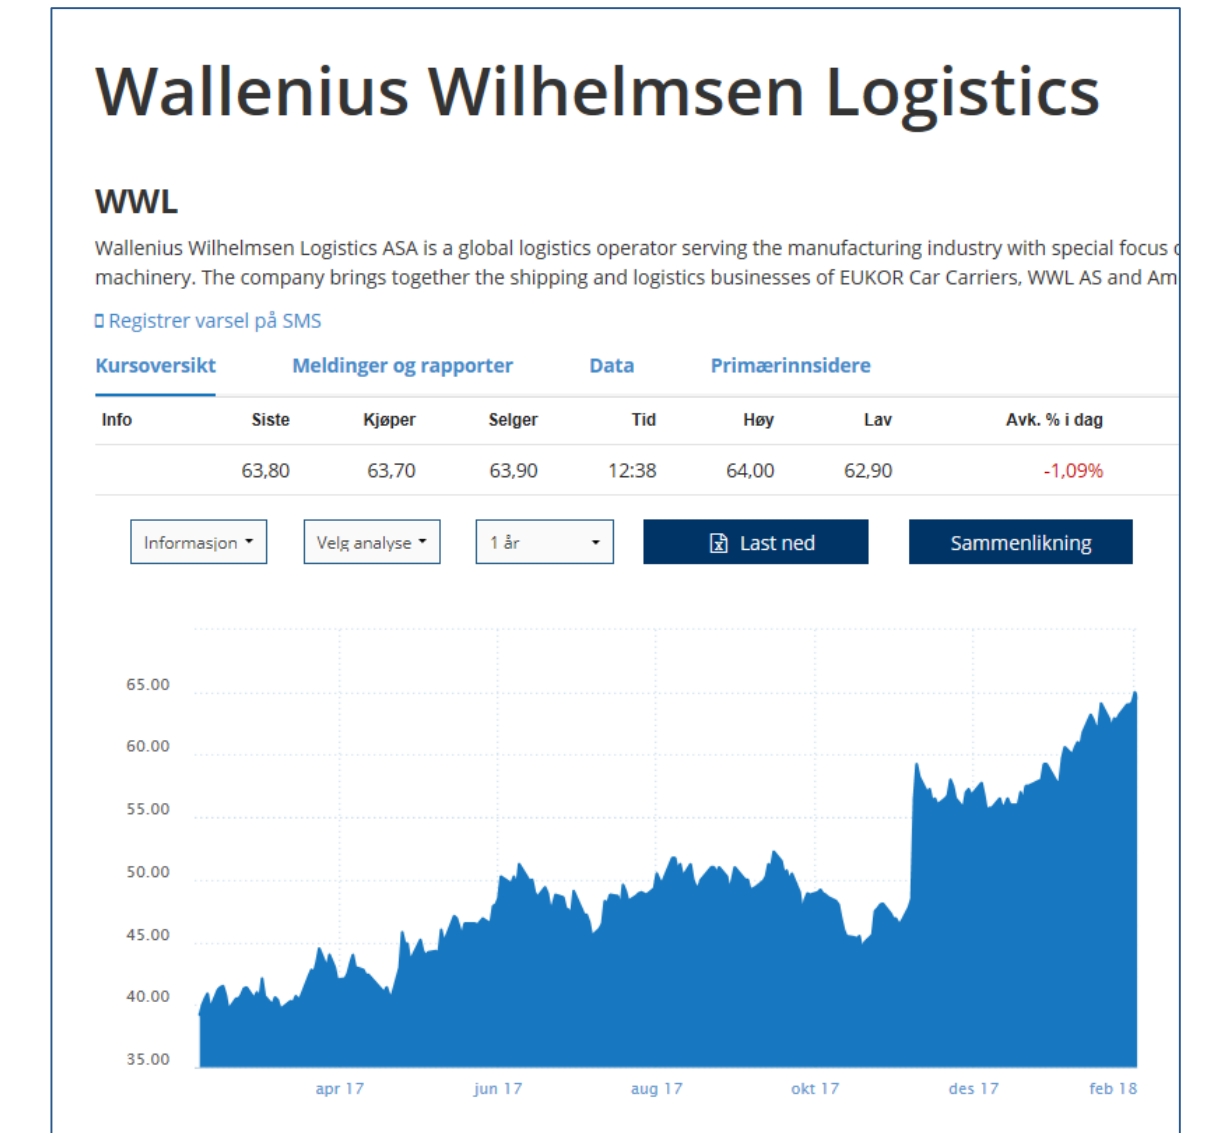 Wallenius Wilhelmsen Logistics
WWL
Wallenius Wilhelmsen Logistics ASA is a global logistics operator serving the manufacturing industry with special focus
machinery. The company brings together the shipping and logistics businesses of EUKOR Car Carriers, WWL AS and Am
Registrer varsel på SMS
Kursoversikt Meldinger og rapporter Data Primærinnsidere
Info Siste Kjøper Selger Tid Høy Lav Avk. % i dag
63,80 63,70 63,90 12:38 64,00 62,90 -1,09%
Informasjon Velg analyse 1 år Last ned Sammenlikning
65.00
60.00
55.00
50.00
45.00
40.00
35.00
apr 17 jun 17 aug 17 okt 17 des 17 feb 18